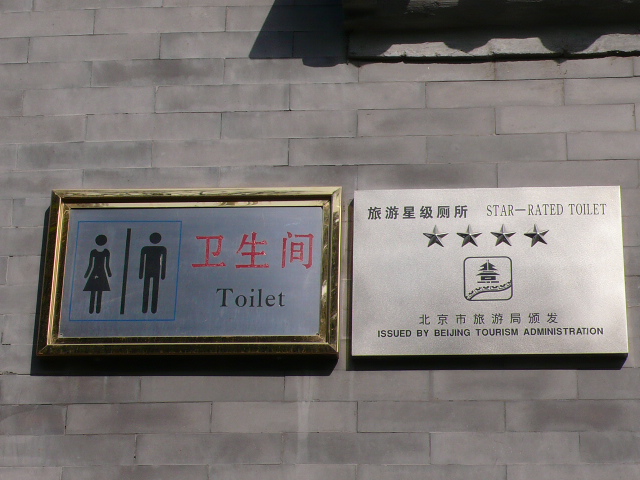 卫生间
Toilet
旅游星级厕所 STAR—RATED TOILET
北京市旅游局颁发
ISSUED BY BEIJING TOURISM ADMINISTRATION